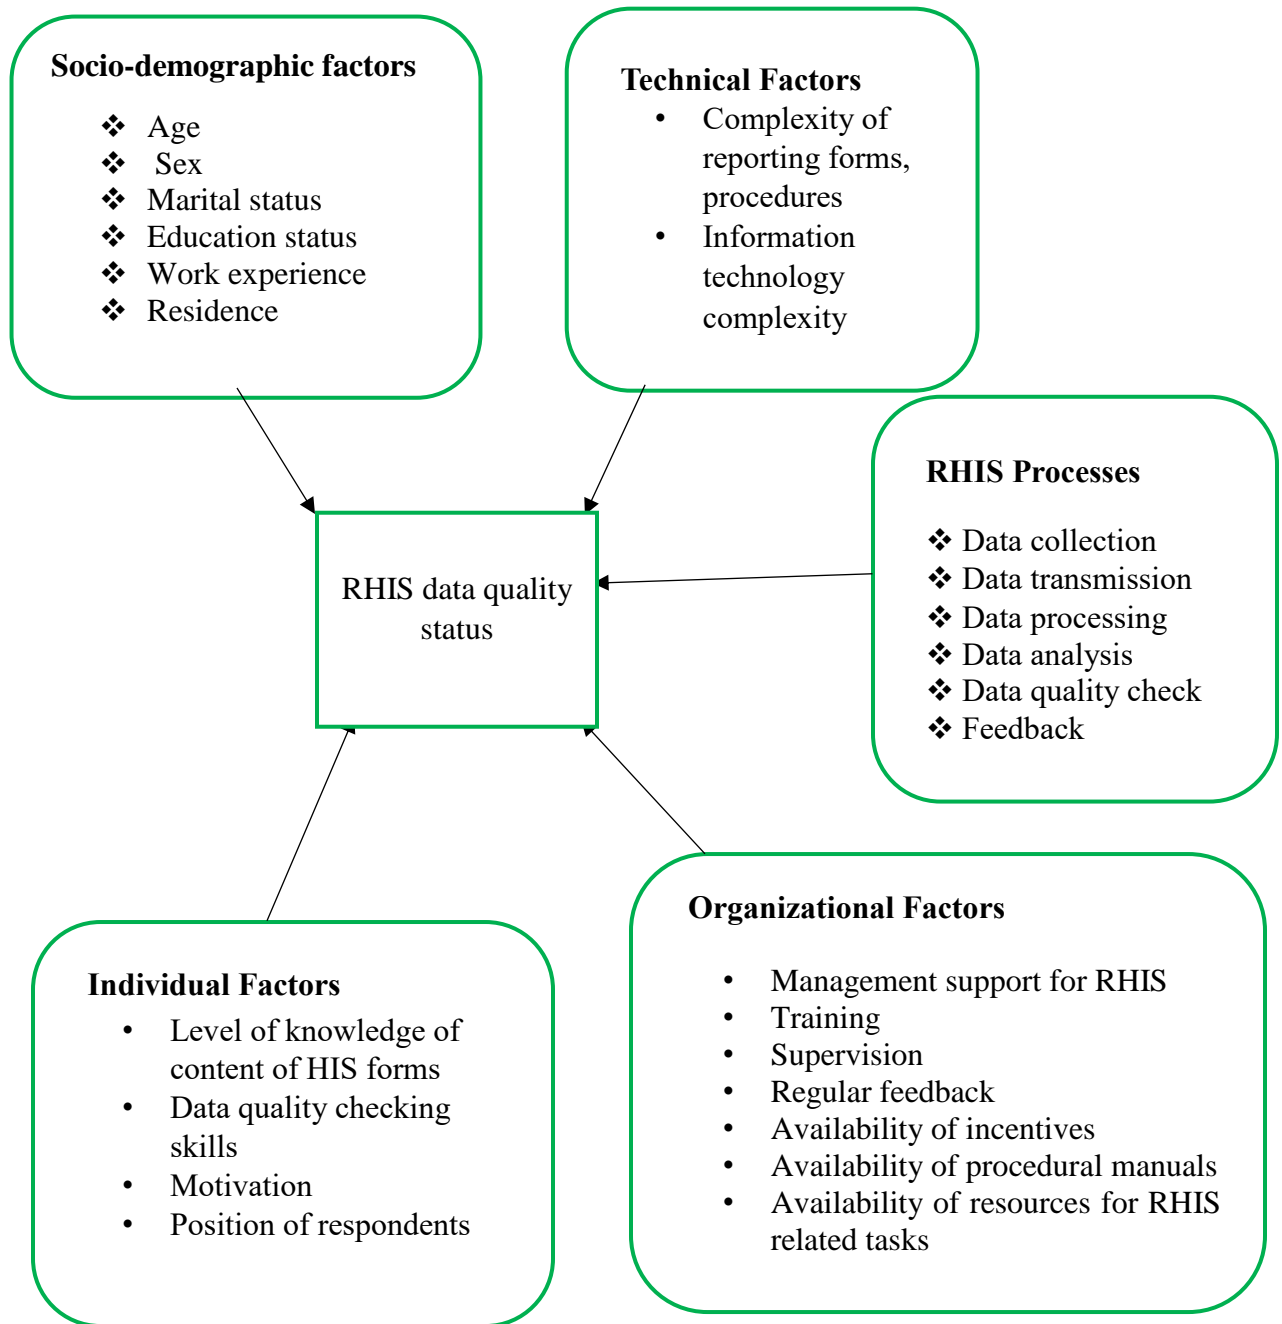 Socio-demographic factors
❖ Age
❖ Sex
❖ Marital status
❖ Education status
❖ Work experience
❖ Residence
Technical Factors
• Complexity of
reporting forms,
procedures
• Information
technology
complexity
RHIS Processes
❖ Data collection
❖ Data transmission
❖ Data processing
❖ Data analysis
❖ Data quality check
❖ Feedback
RHIS data quality
status
Individual Factors
• Level of knowledge of
content of HIS forms
• Data quality checking
skills
• Motivation
• Position of respondents
Organizational Factors
• Management support for RHIS
• Training
• Supervision
• Regular feedback
• Availability of incentives
• Availability of procedural manuals
• Availability of resources for RHIS
related tasks